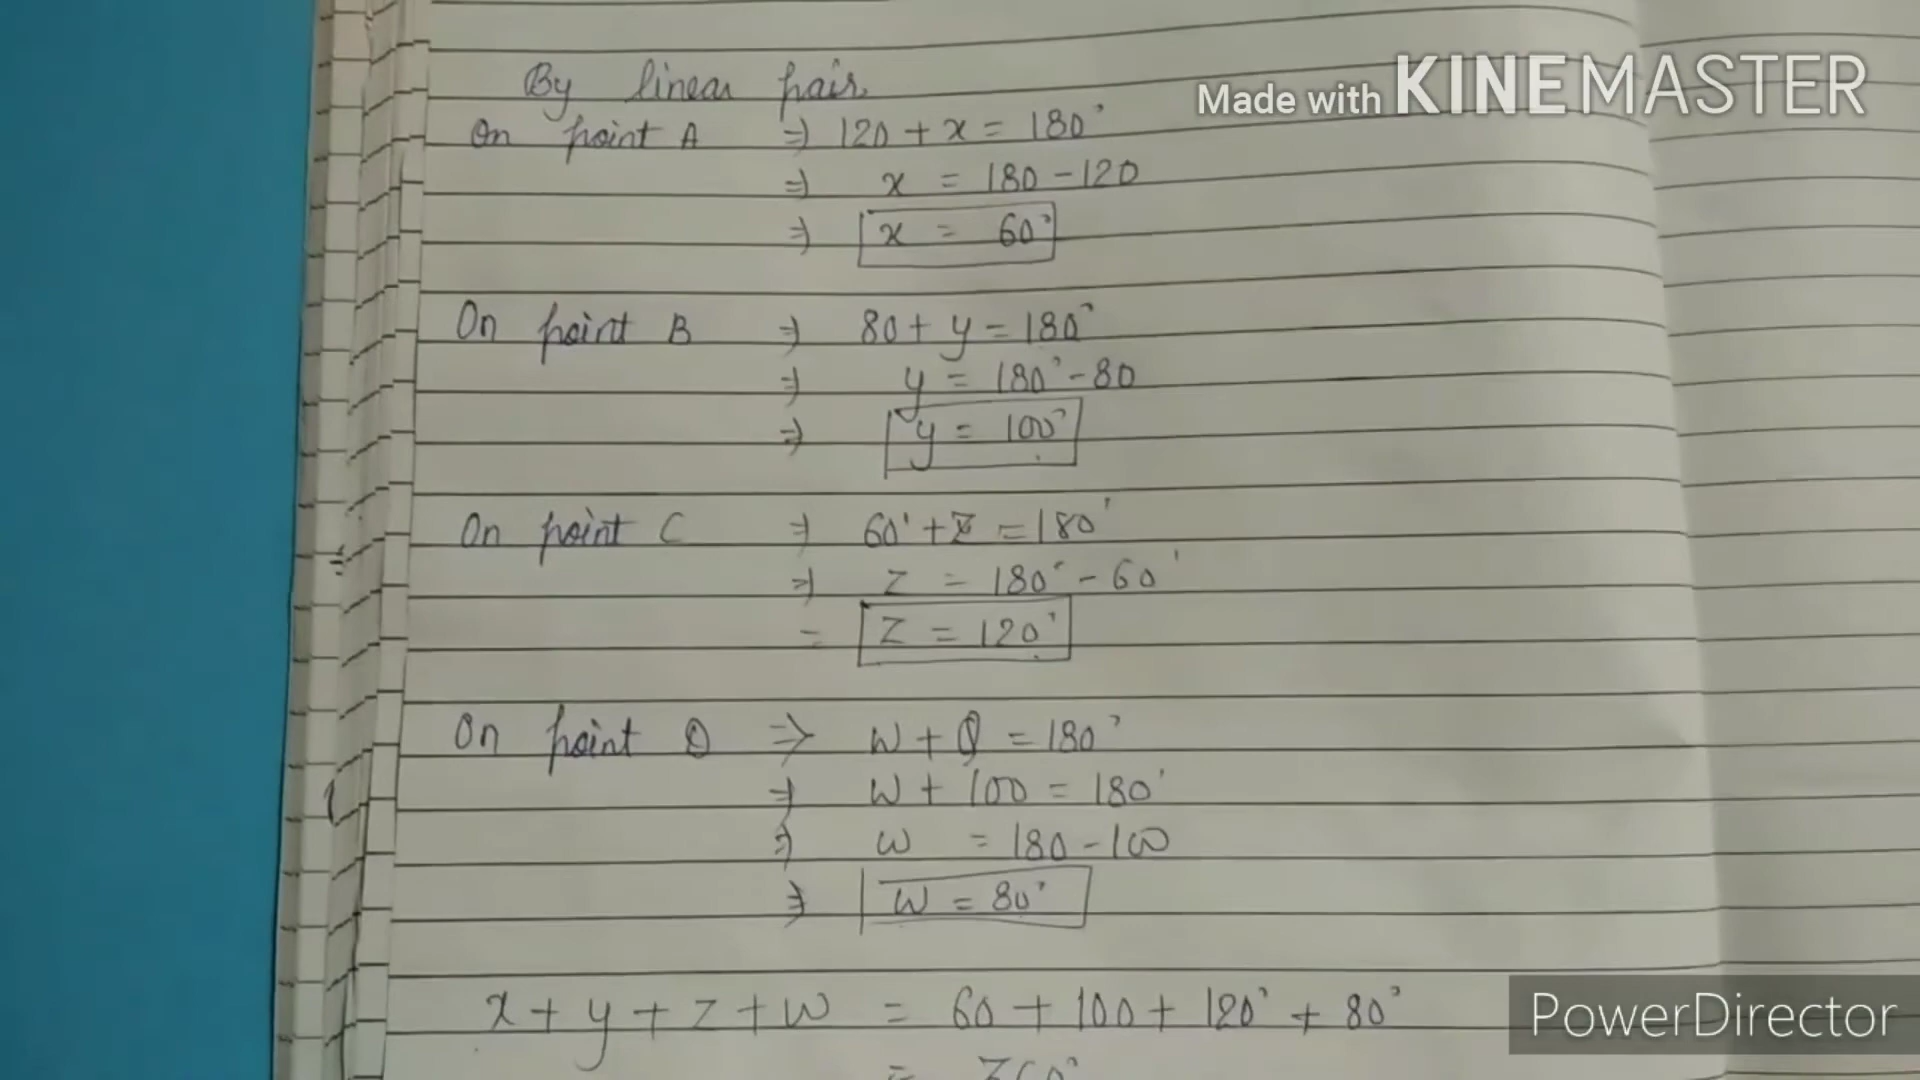 Made with KINEMASTER
By linear pair
On point A ⇒ 120 + x = 180°
⇒ x = 180 - 120
⇒ x = 60°
On point B ⇒ 80 + y = 180°
⇒ y = 180° - 80
⇒ y = 100°
On point C ⇒ 60° + z = 180°
⇒ z = 180° - 60°
= z = 120°
On point D ⇒ w + Q = 180°
⇒ w + 100 = 180°
⇒ w = 180 - 100
⇒ w = 80°
x + y + z + w = 60 + 100 + 120° + 80°
= 360°
PowerDirector